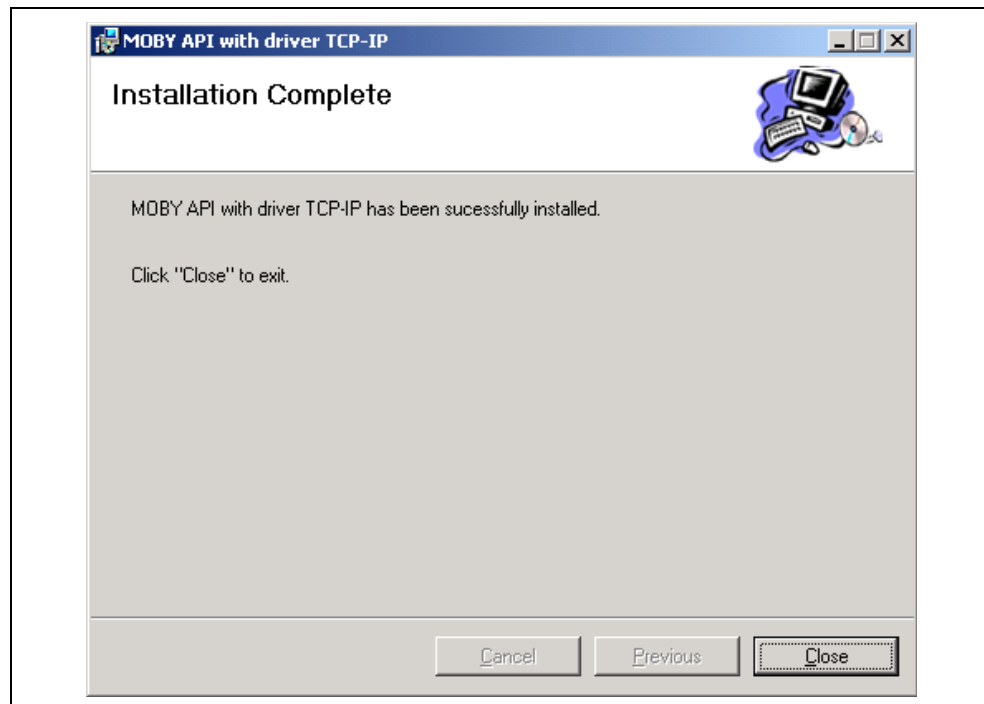 MOBY API with driver TCP-IP
Installation Complete
MOBY API with driver TCP-IP has been sucessfully installed.
Click "Close" to exit.
Cancel
Previous
Close